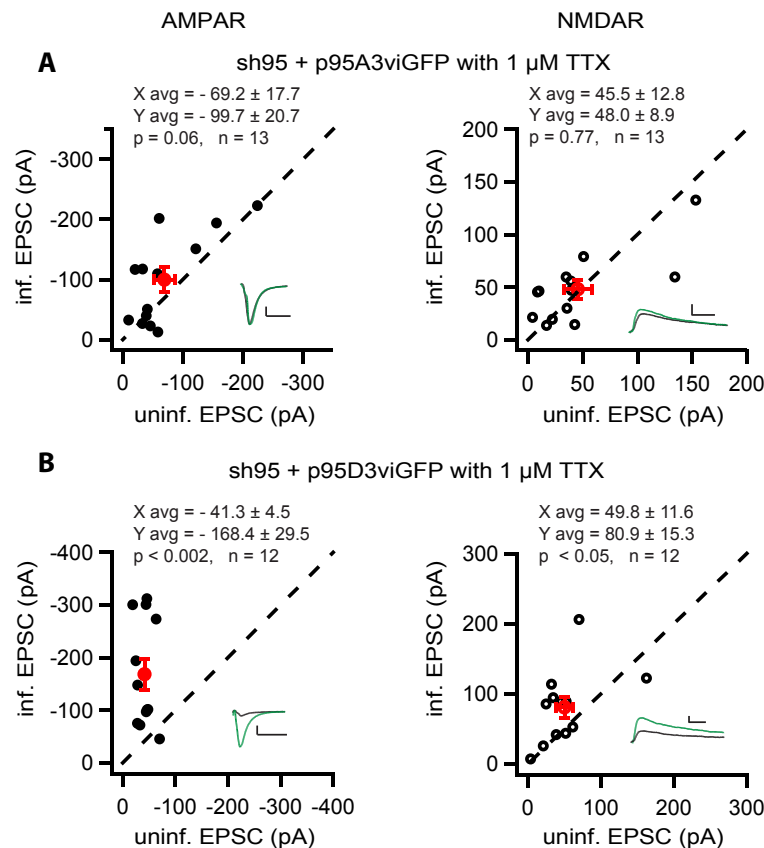 AMPAR NMDAR
A sh95 + p95A3viGFP with 1 µM TTX
X avg = - 69.2 ± 17.7
Y avg = - 99.7 ± 20.7
p = 0.06, n = 13
-300
-200
-100
0
inf. EPSC (pA)
0 -100 -200 -300
uninf. EPSC (pA)
X avg = 45.5 ± 12.8
Y avg = 48.0 ± 8.9
p = 0.77, n = 13
200
150
100
50
0
inf. EPSC (pA)
0 50 100 150 200
uninf. EPSC (pA)
B sh95 + p95D3viGFP with 1 µM TTX
X avg = - 41.3 ± 4.5
Y avg = - 168.4 ± 29.5
p < 0.002, n = 12
-400
-300
-200
-100
0
inf. EPSC (pA)
0 -100 -200 -300 -400
uninf. EPSC (pA)
X avg = 49.8 ± 11.6
Y avg = 80.9 ± 15.3
p < 0.05, n = 12
300
200
100
0
inf. EPSC (pA)
0 100 200 300
uninf. EPSC (pA)